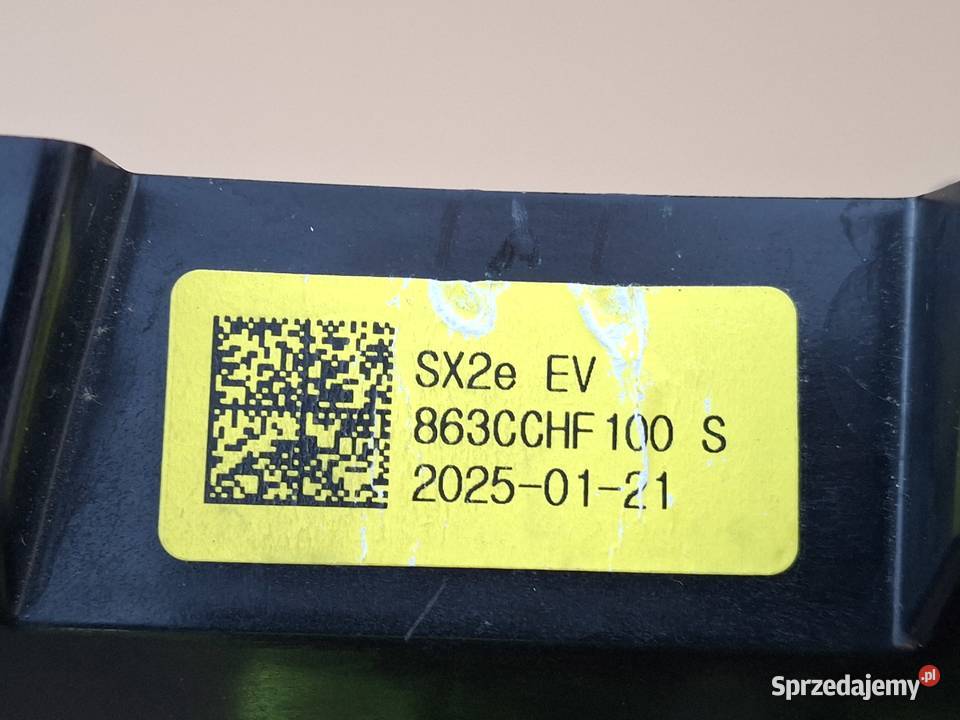 SX2e EV
863CCHF100 S
2025-01-21
Sprzedajemy.pl